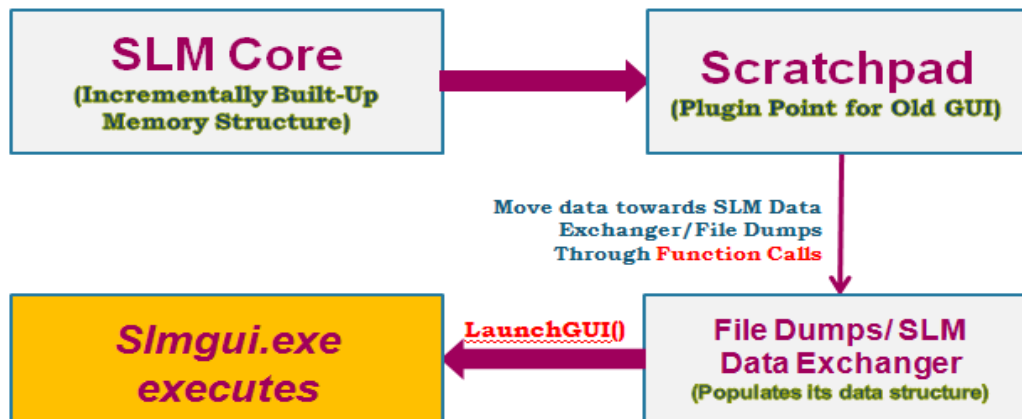 SLM Core
(Incrementally Built-Up
Memory Structure)
Scratchpad
(Plugin Point for Old GUI)
Move data towards SLM Data
Exchanger/File Dumps
Through Function Calls
File Dumps/ SLM
Data Exchanger
(Populates its data structure)
LaunchGUI()
Slmgui.exe
executes